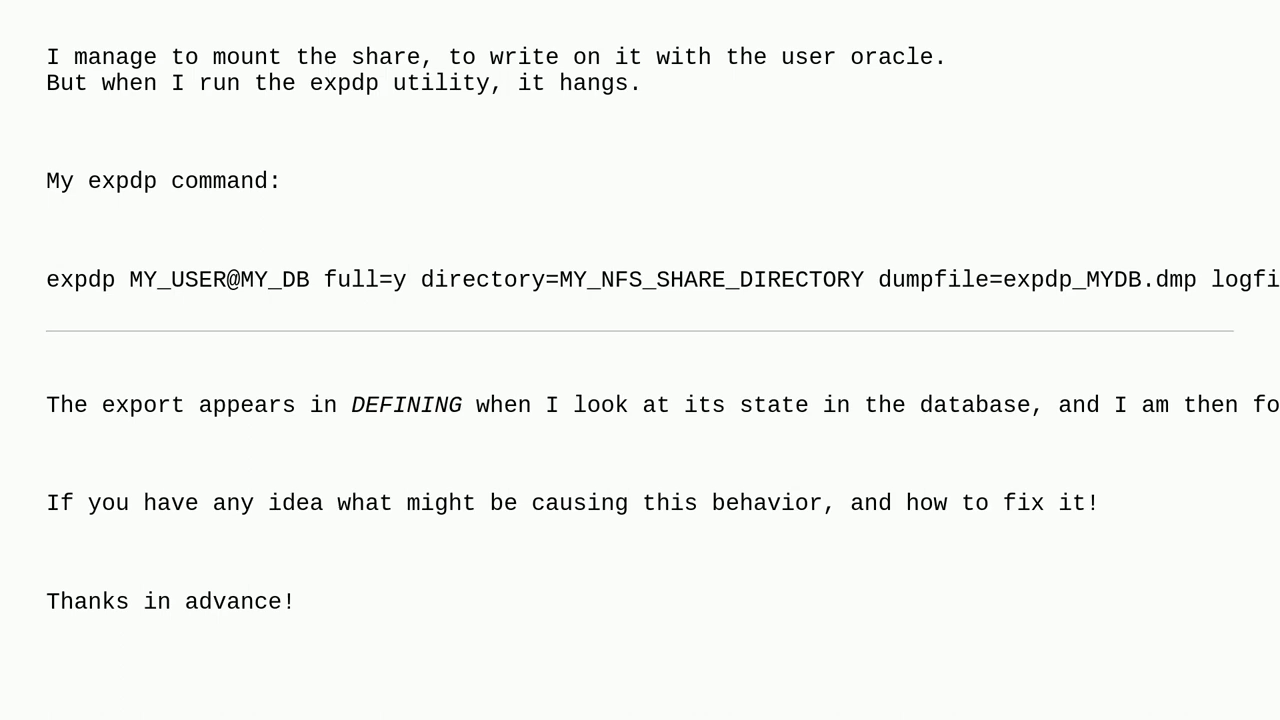 I manage to mount the share, to write on it with the user oracle.
But when I run the expdp utility, it hangs.
My expdp command:
expdp MY_USER@MY_DB full=y directory=MY_NFS_SHARE_DIRECTORY dumpfile=expdp_MYDB.dmp
The export appears in DEFINING when I look at its state in the database, and I am then
If you have any idea what might be causing this behavior, and how to fix it!
Thanks in advance!